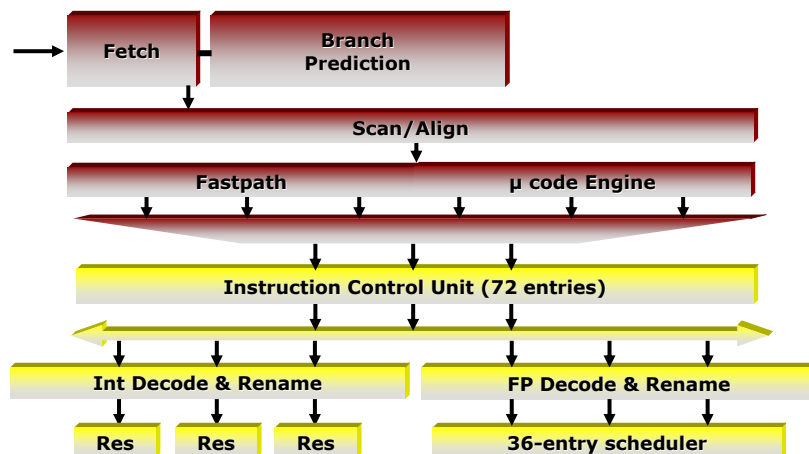 Fetch
Branch
Prediction
Scan/Align
Fastpath
µ code Engine
Instruction Control Unit (72 entries)
Int Decode & Rename
FP Decode & Rename
Res
Res
Res
36-entry scheduler